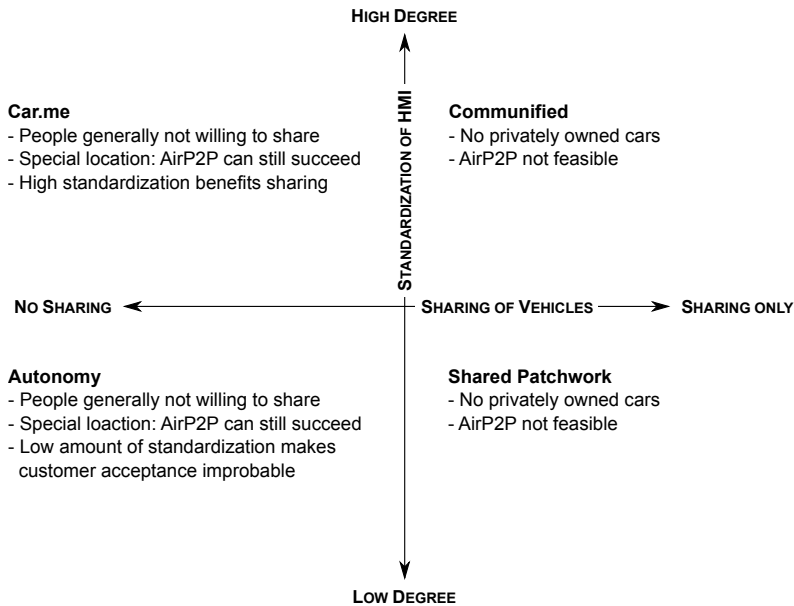 HIGH DEGREE
STANDARDIZATION OF HMI
Car.me
- People generally not willing to share
- Special location: AirP2P can still succeed
- High standardization benefits sharing
Communified
- No privately owned cars
- AirP2P not feasible
NO SHARING
SHARING OF VEHICLES
SHARING ONLY
Autonomy
- People generally not willing to share
- Special loaction: AirP2P can still succeed
- Low amount of standardization makes
customer acceptance improbable
Shared Patchwork
- No privately owned cars
- AirP2P not feasible
LOW DEGREE